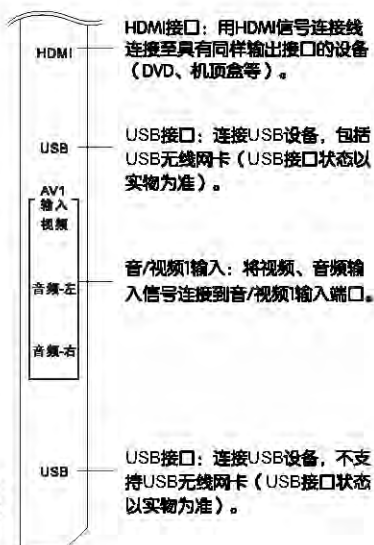 HDMI
HDMI接口：用HDMI信号连接线
连接至具有同样输出接口的设备
（DVD、机顶盒等）。
USB
USB接口：连接USB设备，包括
USB无线网卡（USB接口状态以
实物为准）。
AV1
输入
视频
音频-左
音频-右
音/视频1输入：将视频、音频输
入信号连接到音/视频1输入端口。
USB
USB接口：连接USB设备，不支
持USB无线网卡（USB接口状态
以实物为准）。